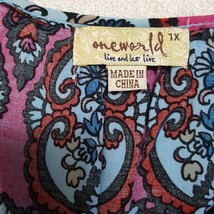 oneworld 1X
live and let live
MADE IN
CHINA